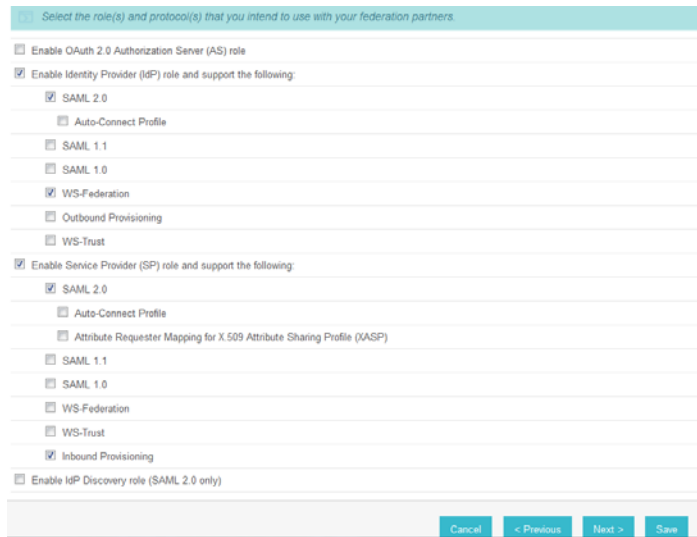 Select the role(s) and protocol(s) that you intend to use with your federation partners.
Enable OAuth 2.0 Authorization Server (AS) role
Enable Identity Provider (IdP) role and support the following:
SAML 2.0
Auto-Connect Profile
SAML 1.1
SAML 1.0
WS-Federation
Outbound Provisioning
WS-Trust
Enable Service Provider (SP) role and support the following:
SAML 2.0
Auto-Connect Profile
Attribute Requester Mapping for X.509 Attribute Sharing Profile (XASP)
SAML 1.1
SAML 1.0
WS-Federation
WS-Trust
Inbound Provisioning
Enable IdP Discovery role (SAML 2.0 only)
Cancel < Previous Next > Save